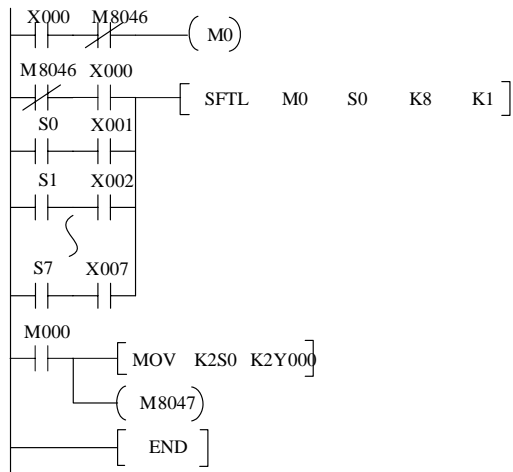 X000 M8046
M0
M8046 X000
SFTL M0 S0 K8 K1
S0 X001
S1 X002
S7 X007
M000
MOV K2S0 K2Y000
M8047
END